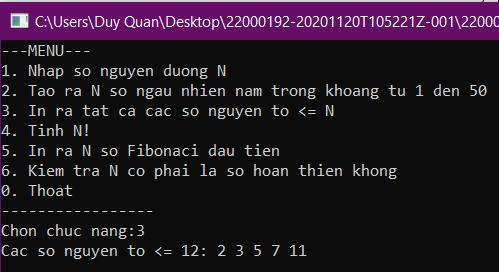 C:\Users\Duy Quan\Desktop\22000192-20201120T105221Z-001\22000
---MENU---
1. Nhap so nguyen duong N
2. Tao ra N so ngau nhien nam trong khoang tu 1 den 50
3. In ra tat ca cac so nguyen to <= N
4. Tinh N!
5. In ra N so Fibonaci dau tien
6. Kiem tra N co phai la so hoan thien khong
0. Thoat
-----------------
Chon chuc nang:3
Cac so nguyen to <= 12: 2 3 5 7 11